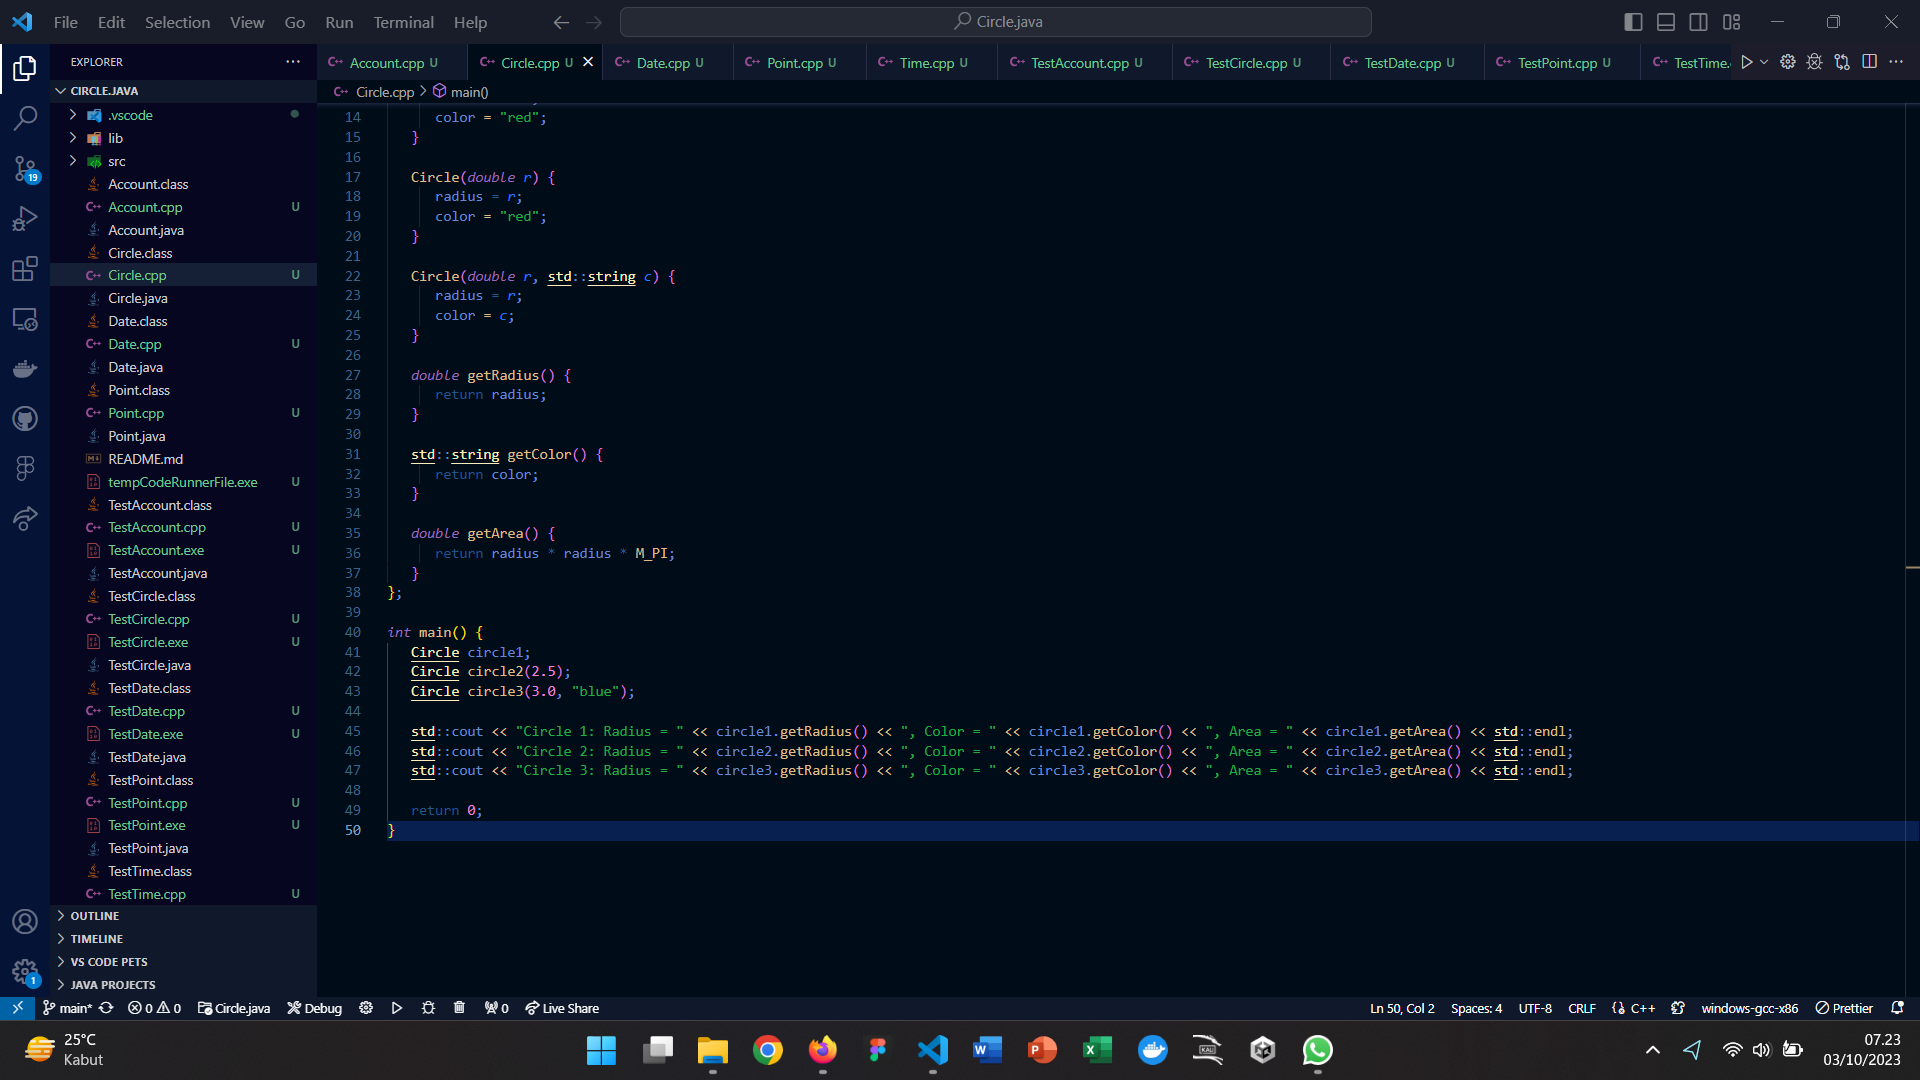 File Edit Selection View Go Run Terminal Help
Circle.java
EXPLORER
CIRCLE.JAVA
.vscode
lib
src
Account.class
Account.cpp U
Account.java
Circle.class
Circle.cpp U
Circle.java
Date.class
Date.cpp U
Date.java
Point.class
Point.cpp U
Point.java
README.md
tempCodeRunnerFile.exe U
TestAccount.class
TestAccount.cpp U
TestAccount.exe U
TestAccount.java
TestCircle.class
TestCircle.cpp U
TestCircle.exe U
TestCircle.java
TestDate.class
TestDate.cpp U
TestDate.exe U
TestDate.java
TestPoint.class
TestPoint.cpp U
TestPoint.exe U
TestPoint.java
TestTime.class
TestTime.cpp U
OUTLINE
TIMELINE
VS CODE PETS
JAVA PROJECTS
19
1
Account.cpp U Circle.cpp U Date.cpp U Point.cpp U Time.cpp U TestAccount.cpp U TestCircle.cpp U TestDate.cpp U TestPoint.cpp U TestTime.
Circle.cpp > main()
14 color = "red";
15 }
16
17 Circle(double r) {
18 radius = r;
19 color = "red";
20 }
21
22 Circle(double r, std::string c) {
23 radius = r;
24 color = c;
25 }
26
27 double getRadius() {
28 return radius;
29 }
30
31 std::string getColor() {
32 return color;
33 }
34
35 double getArea() {
36 return radius * radius * M_PI;
37 }
38 };
39
40 int main() {
41 Circle circle1;
42 Circle circle2(2.5);
43 Circle circle3(3.0, "blue");
44
45 std::cout << "Circle 1: Radius = " << circle1.getRadius() << ", Color = " << circle1.getColor() << ", Area = " << circle1.getArea() << std::endl;
46 std::cout << "Circle 2: Radius = " << circle2.getRadius() << ", Color = " << circle2.getColor() << ", Area = " << circle2.getArea() << std::endl;
47 std::cout << "Circle 3: Radius = " << circle3.getRadius() << ", Color = " << circle3.getColor() << ", Area = " << circle3.getArea() << std::endl;
48
49 return 0;
50 }
main* 0 0 Circle.java Debug 0 Live Share Ln 50, Col 2 Spaces: 4 UTF-8 CRLF {} C++ windows-gcc-x86 Prettier
25°C
Kabut
07.23
03/10/2023